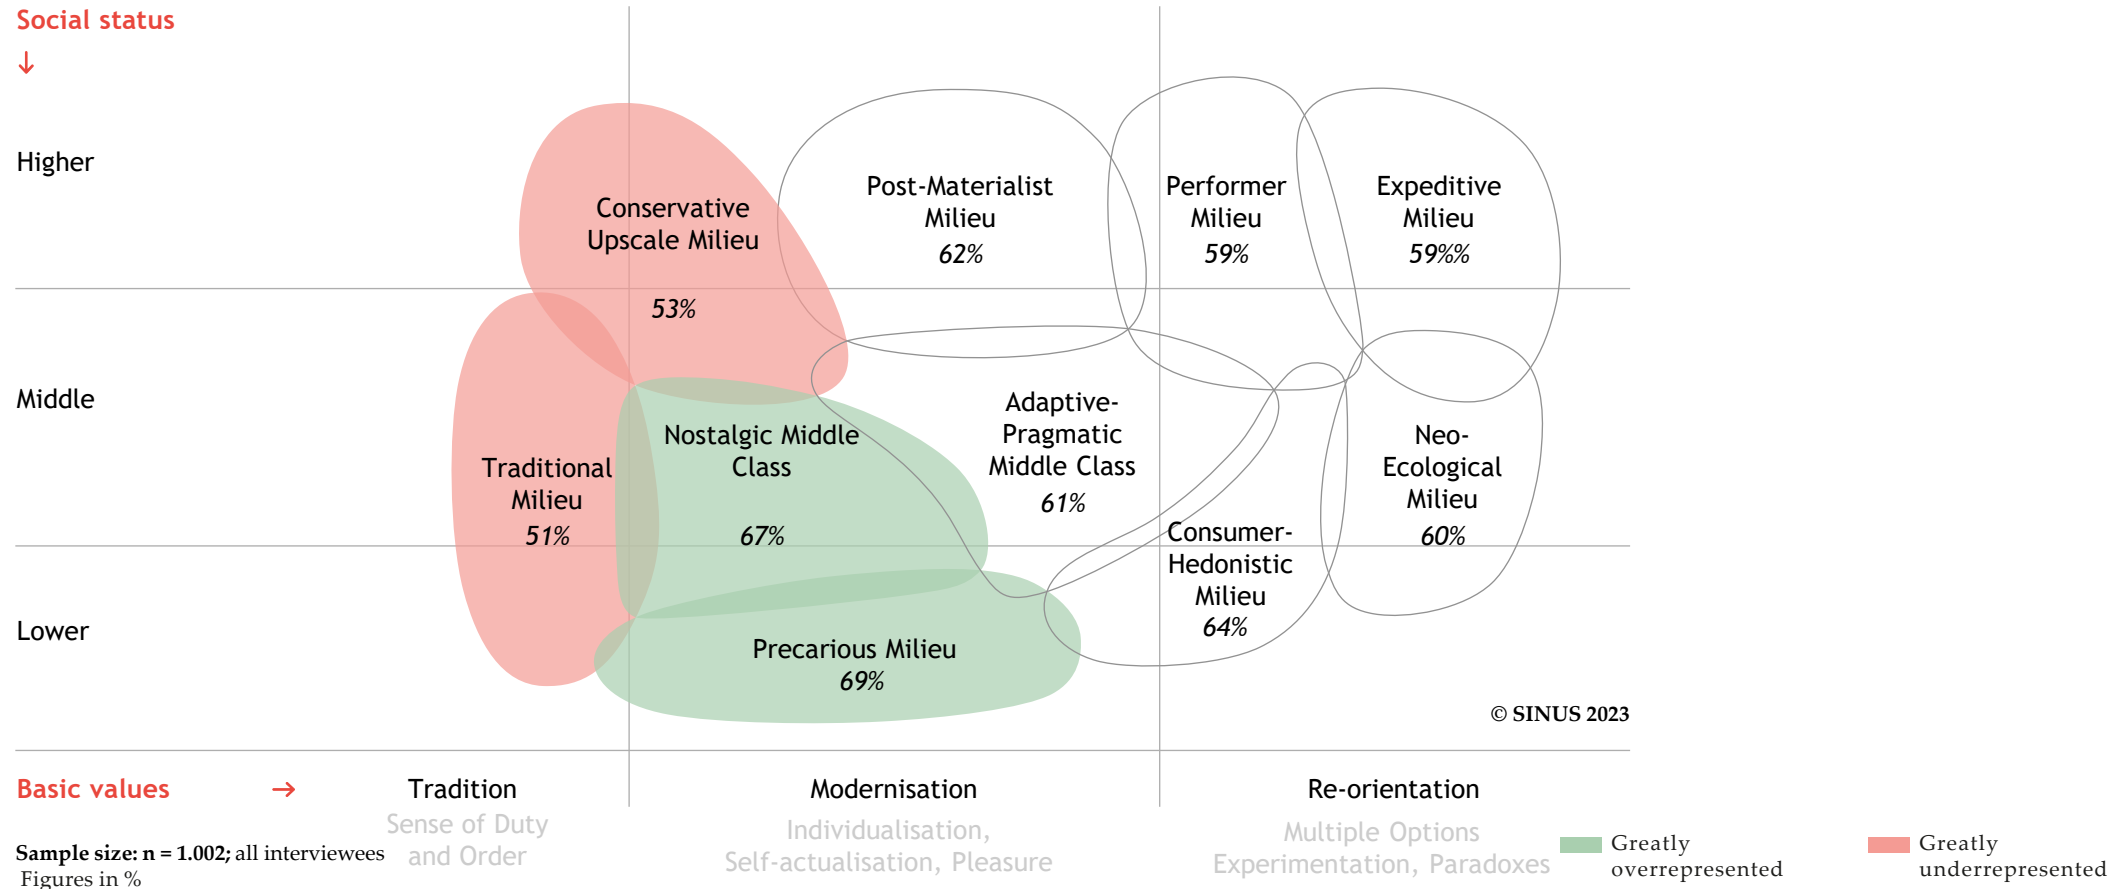 Social status
↓
Higher
Conservative
Upscale Milieu
53%
Post-Materialist
Milieu
62%
Performer
Milieu
59%
Expeditive
Milieu
59%%
Middle
Traditional
Milieu
51%
Nostalgic Middle
Class
67%
Adaptive-
Pragmatic
Middle Class
61%
Neo-
Ecological
Milieu
60%
Consumer-
Hedonistic
Milieu
64%
Lower
Precarious Milieu
69%
© SINUS 2023
Basic values →
Tradition
Sense of Duty
and Order
Modernisation
Individualisation,
Self-actualisation, Pleasure
Re-orientation
Multiple Options
Experimentation, Paradoxes
Sample size: n = 1.002; all interviewees
Figures in %
Greatly
overrepresented
Greatly
underrepresented